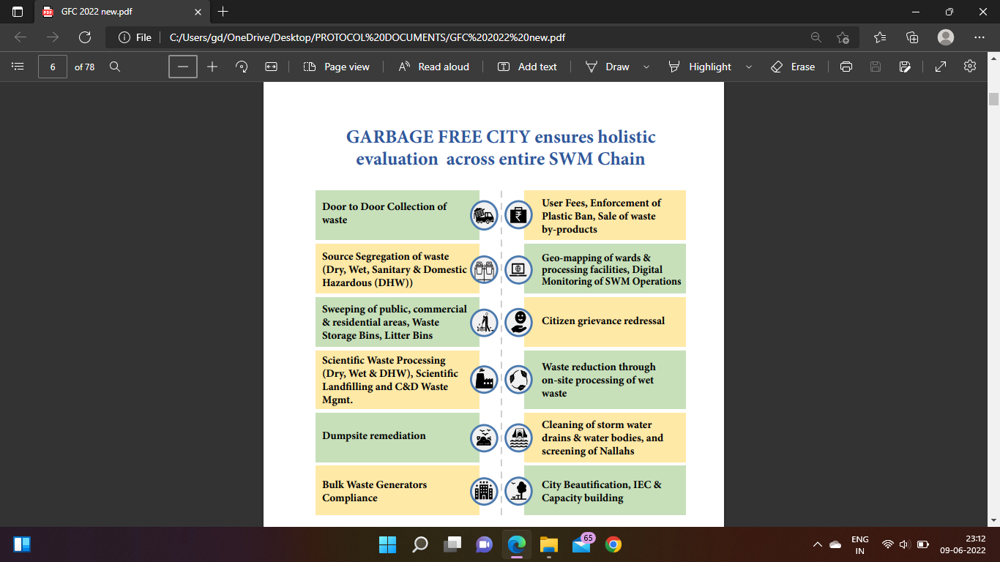 GFC 2022 new.pdf
File
C:/Users/gd/OneDrive/Desktop/PROTOCOL%20DOCUMENTS/GFC%202022%20new.pdf
6 of 78
Page view
Read aloud
Add text
Draw
Highlight
Erase
GARBAGE FREE CITY ensures holistic
evaluation across entire SWM Chain
Door to Door Collection of
waste
User Fees, Enforcement of
Plastic Ban, Sale of waste
by-products
Source Segregation of waste
(Dry, Wet, Sanitary & Domestic
Hazardous (DHW))
Geo-mapping of wards &
processing facilities, Digital
Monitoring of SWM Operations
Sweeping of public, commercial
& residential areas, Waste
Storage Bins, Litter Bins
Citizen grievance redressal
Scientific Waste Processing
(Dry, Wet & DHW), Scientific
Landfilling and C&D Waste
Mgmt.
Waste reduction through
on-site processing of wet
waste
Dumpsite remediation
Cleaning of storm water
drains & water bodies, and
screening of Nallahs
Bulk Waste Generators
Compliance
City Beautification, IEC &
Capacity building
65
ENG
IN
23:12
09-06-2022